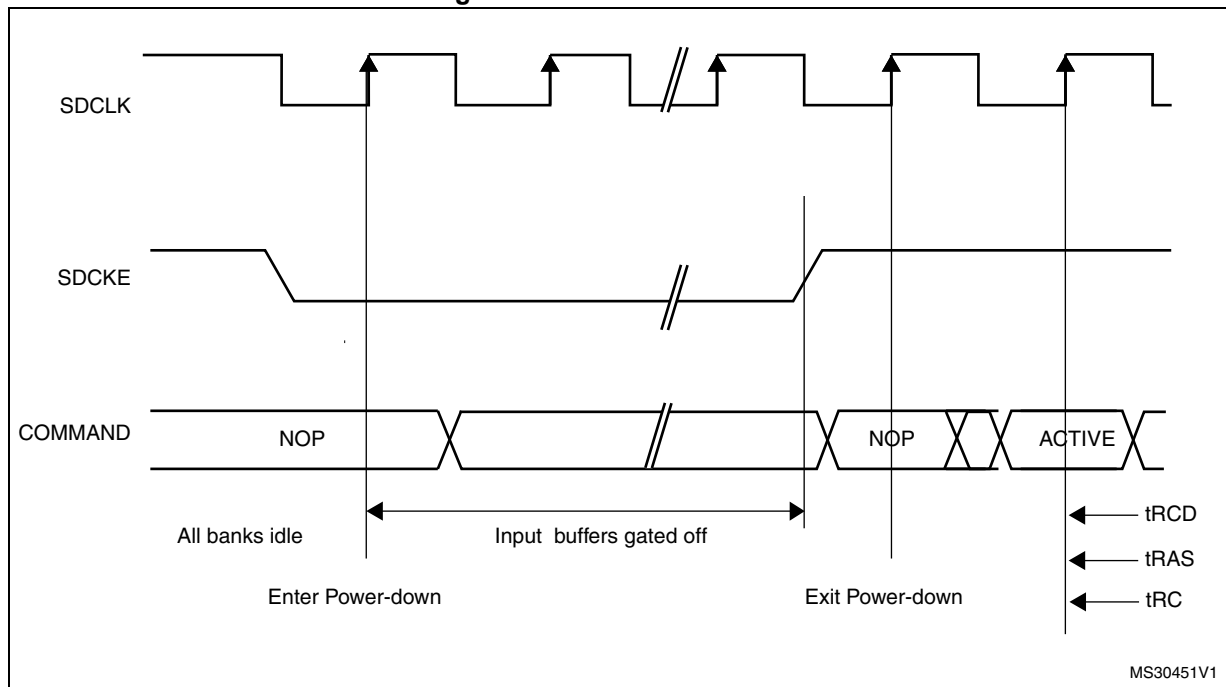 SDCLK
SDCKE
COMMAND
NOP
NOP
ACTIVE
All banks idle
Input buffers gated off
tRCD
tRAS
Enter Power-down
Exit Power-down
tRC
MS30451V1